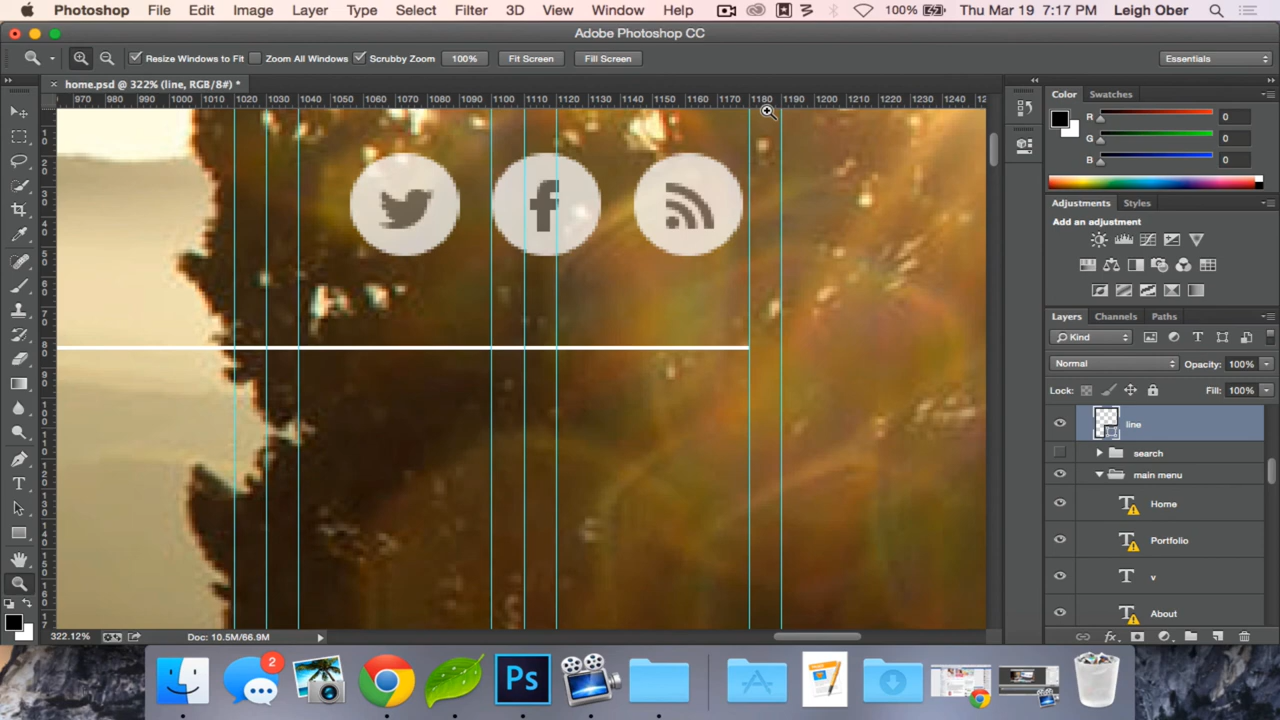 Photoshop File Edit Image Layer Type Select Filter 3D View Window Help 100% Thu Mar 19 7:17 PM Leigh Ober
Adobe Photoshop CC
Resize Windows to Fit Zoom All Windows Scrubby Zoom 100% Fit Screen Fill Screen Essentials
home.psd @ 322% (line, RGB/8#) *
970 980 990 1000 1010 1020 1030 1040 1050 1060 1070 1080 1090 1100 1110 1120 1130 1140 1150 1160 1170 1180 1190 1200 1210 1220 1230 1240
Color Swatches
R 0
G 0
B 0
Adjustments Styles
Add an adjustment
Layers Channels Paths
Kind
Normal Opacity: 100%
Lock: Fill: 100%
line
search
main menu
T Home
T Portfolio
T v
T About
fx
322.12% Doc: 10.5M/66.9M
2
Ps